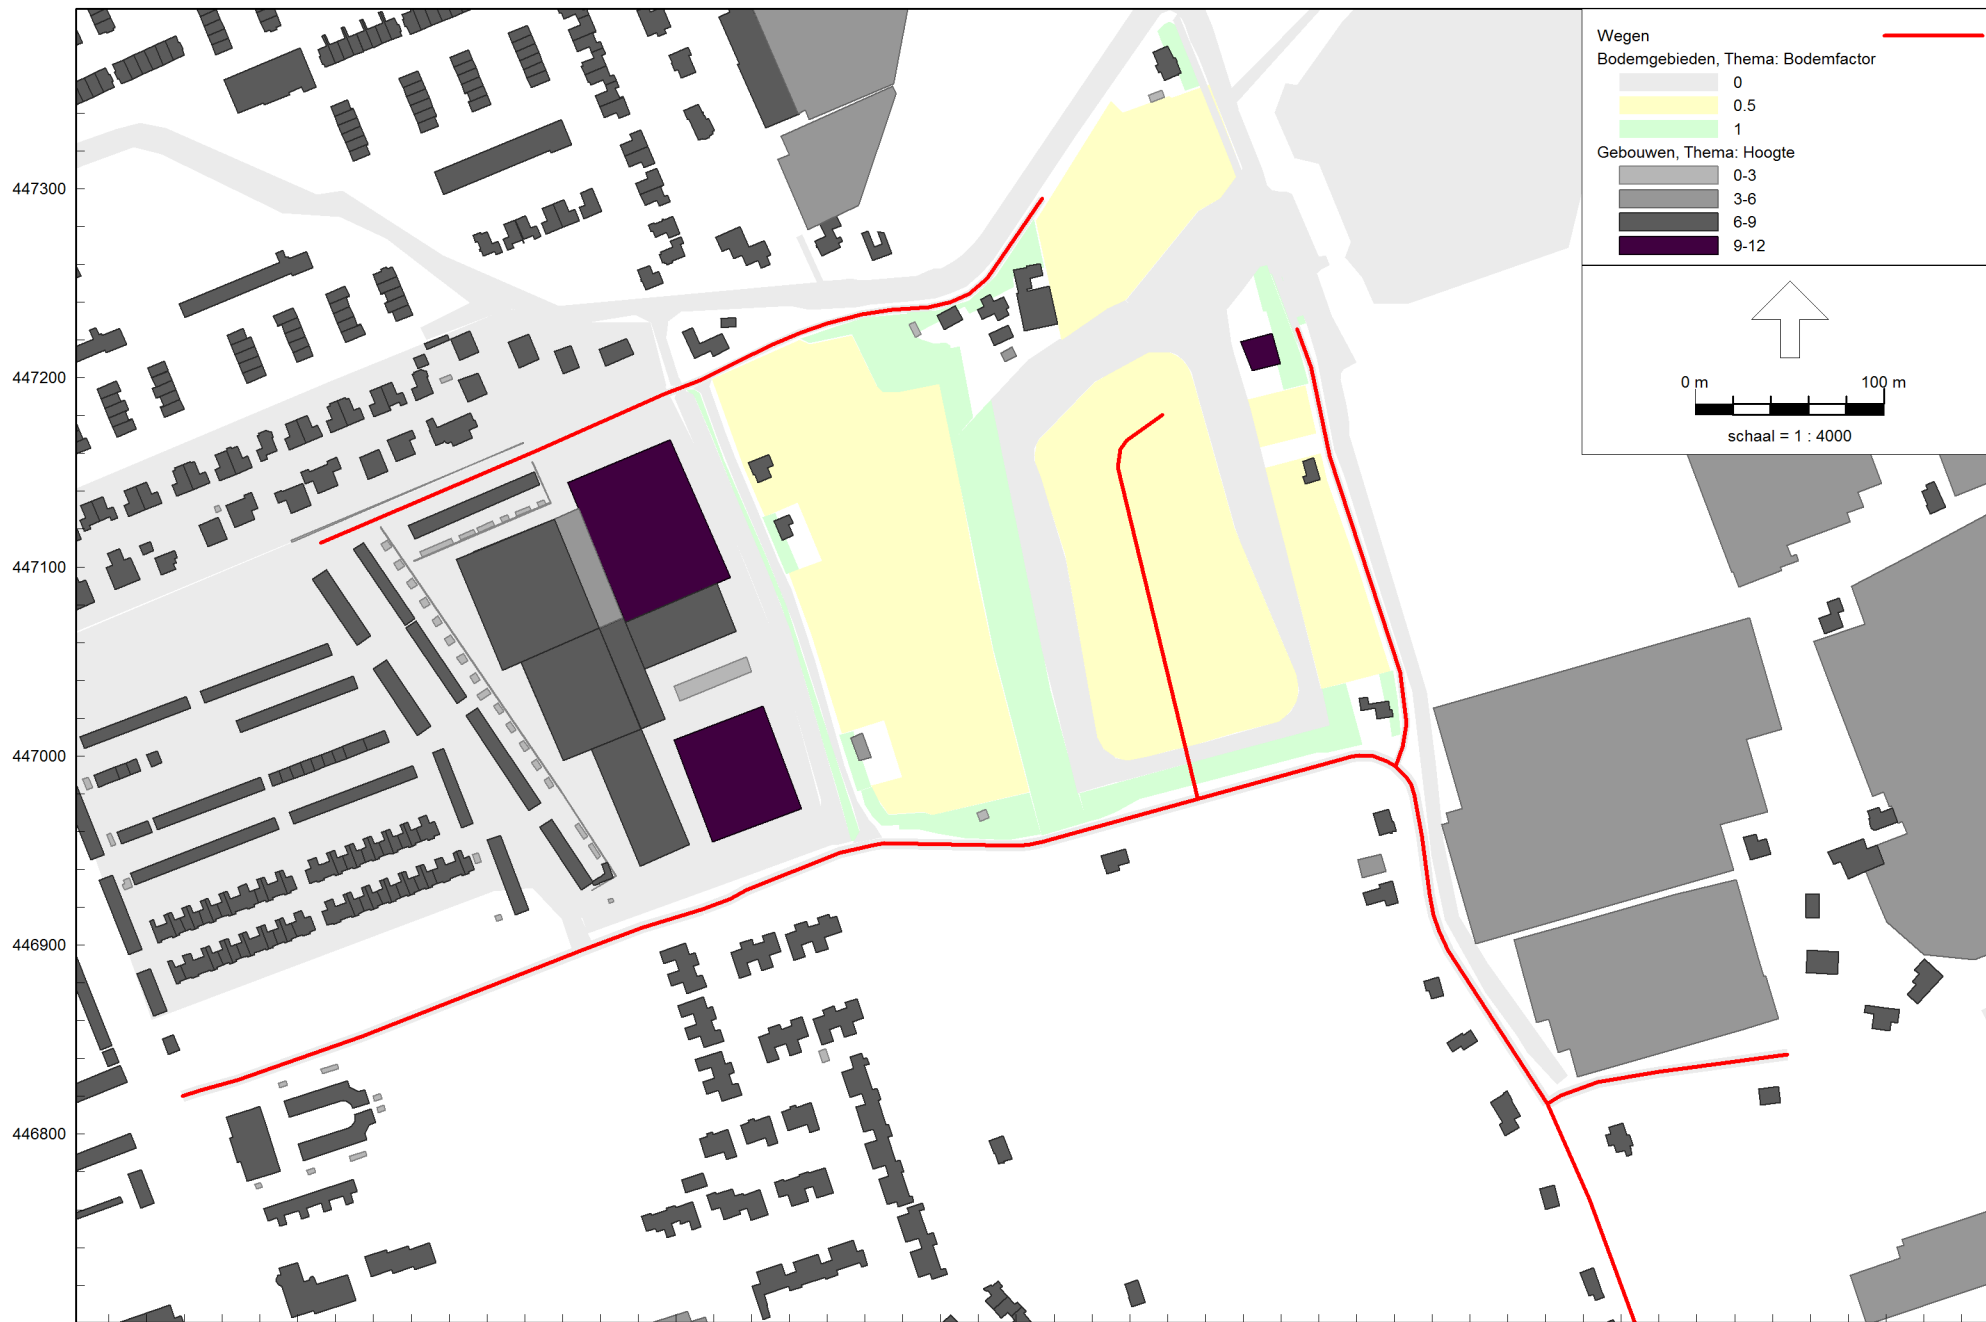 Wegen
Bodemgebieden, Thema: Bodemfactor
0
0.5
1
Gebouwen, Thema: Hoogte
0-3
3-6
6-9
9-12
0 m 100 m
schaal = 1 : 4000
447300
447200
447100
447000
446900
446800